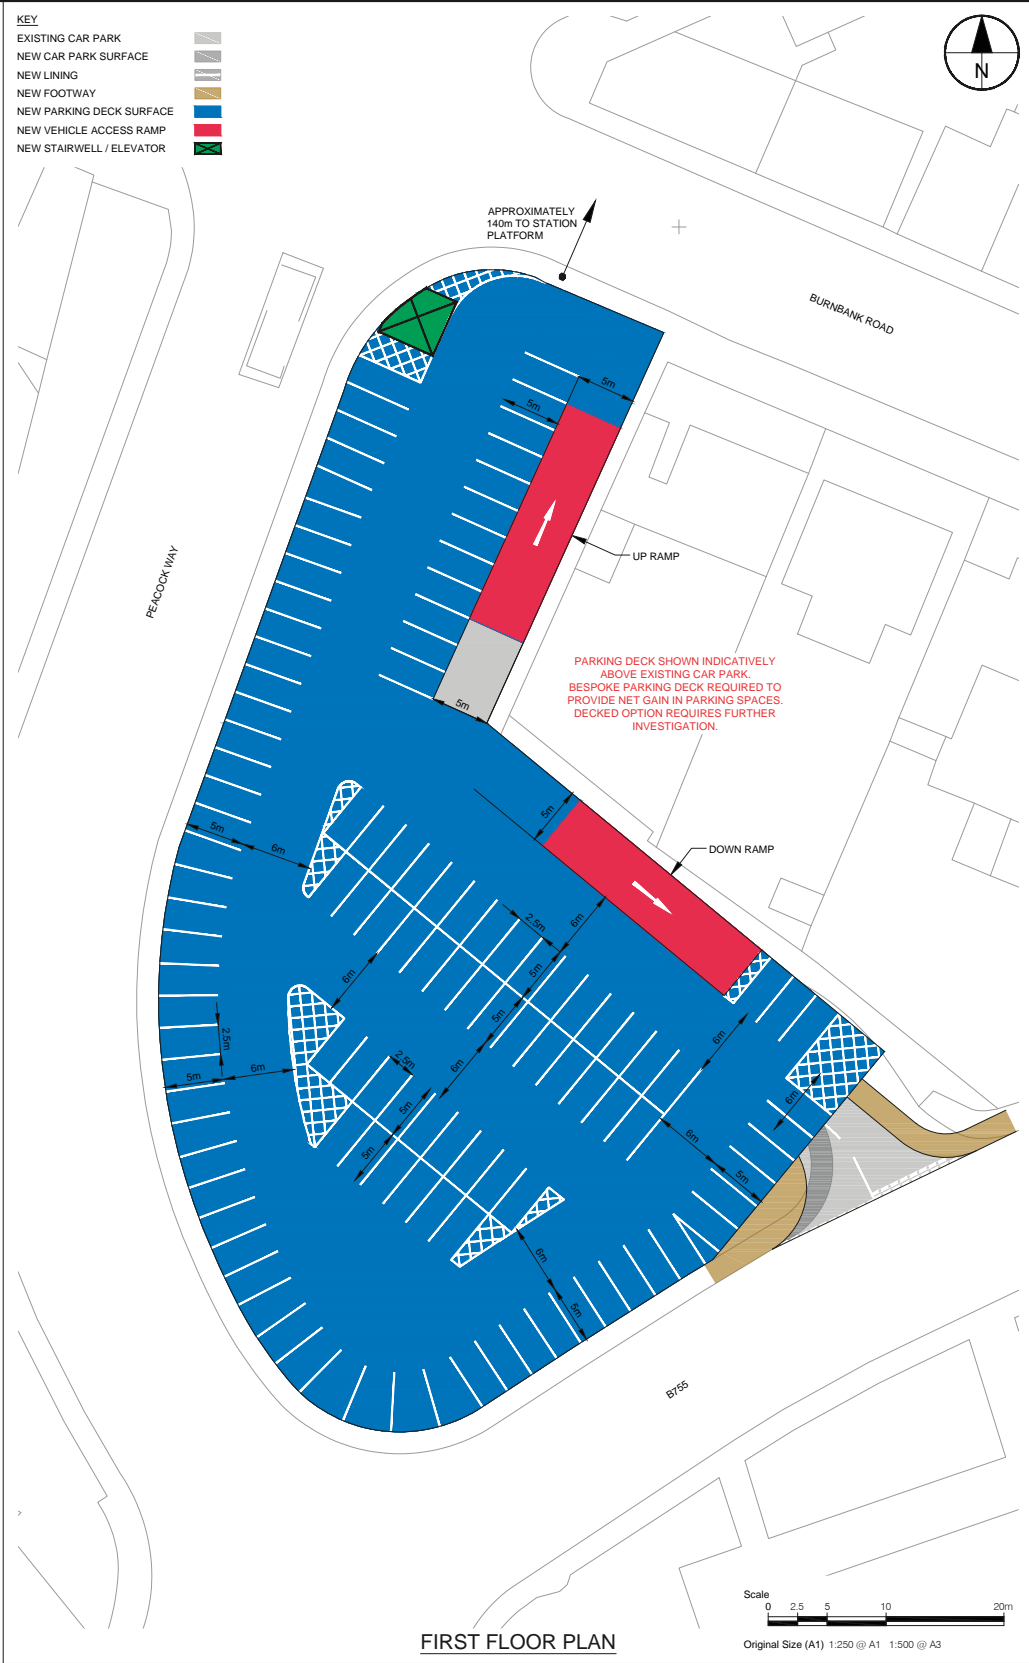 KEY
EXISTING CAR PARK
NEW CAR PARK SURFACE
NEW LINING
NEW FOOTWAY
NEW PARKING DECK SURFACE
NEW VEHICLE ACCESS RAMP
NEW STAIRWELL / ELEVATOR
N
APPROXIMATELY
140m TO STATION
PLATFORM
BURNBANK ROAD
5m
5m
PEACOCK WAY
UP RAMP
PARKING DECK SHOWN INDICATIVELY
ABOVE EXISTING CAR PARK.
BESPOKE PARKING DECK REQUIRED TO
PROVIDE NET GAIN IN PARKING SPACES.
DECKED OPTION REQUIRES FURTHER
INVESTIGATION.
5m
5m
5m
6m
DOWN RAMP
2.5m
6m
6m
5m
5m
2.5m
6m
6m
5m
6m
2.5m
6m
5m
5m
6m
5m
6m
5m
B755
Scale
0 2.5 5 10 20m
Original Size (A1) 1:250 @ A1 1:500 @ A3
FIRST FLOOR PLAN